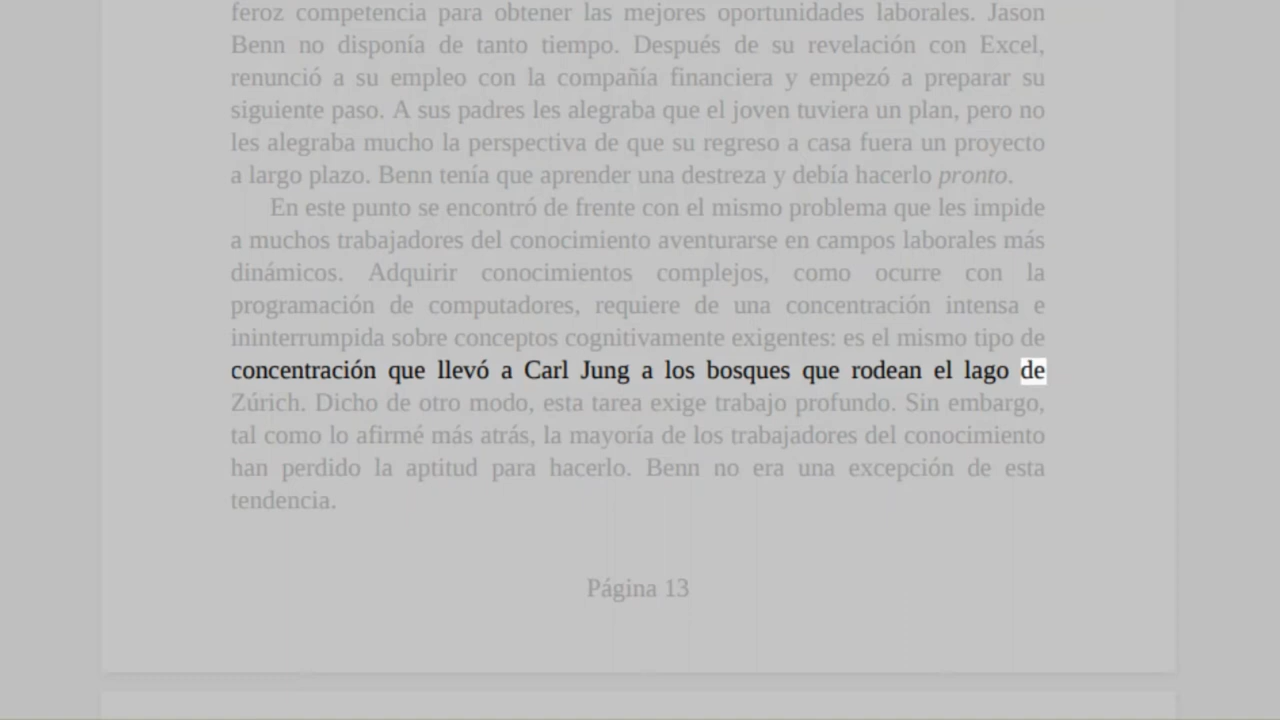 feroz competencia para obtener las mejores oportunidades laborales. Jason
Benn no disponía de tanto tiempo. Después de su revelación con Excel,
renunció a su empleo con la compañía financiera y empezó a preparar su
siguiente paso. A sus padres les alegraba que el joven tuviera un plan, pero no
les alegraba mucho la perspectiva de que su regreso a casa fuera un proyecto
a largo plazo. Benn tenía que aprender una destreza y debía hacerlo pronto.
En este punto se encontró de frente con el mismo problema que les impide
a muchos trabajadores del conocimiento aventurarse en campos laborales más
dinámicos. Adquirir conocimientos complejos, como ocurre con la
programación de computadores, requiere de una concentración intensa e
ininterrumpida sobre conceptos cognitivamente exigentes: es el mismo tipo de
concentración que llevó a Carl Jung a los bosques que rodean el lago de
Zúrich. Dicho de otro modo, esta tarea exige trabajo profundo. Sin embargo,
tal como lo afirmé más atrás, la mayoría de los trabajadores del conocimiento
han perdido la aptitud para hacerlo. Benn no era una excepción de esta
tendencia.
Página 13